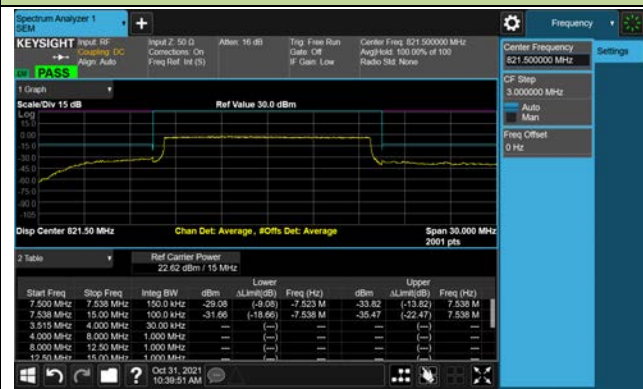 Spectrum Analyzer 1
SEM
+
Frequency
KEYSIGHT
Input: RF
Coupling: DC
Align: Auto
Input Z: 50 Ω
Corrections: On
Freq Ref: Int (S)
Atten: 16 dB
Trig: Free Run
Gate: Off
IF Gain: Low
Center Freq: 821.500000 MHz
Avg|Hold: 100.00% of 100
Radio Std: None
PASS
Center Frequency
821.500000 MHz
Settings
CF Step
3.000000 MHz
Auto
Man
Freq Offset
0 Hz
1 Graph
Scale/Div 15 dB
Ref Value 30.0 dBm
Log
15.0
0.00
-15.0
-30.0
-45.0
-60.0
-75.0
-90.0
-105
Disp Center 821.50 MHz
Chan Det: Average, #Offs Det: Average
Span 30.000 MHz
2001 pts
2 Table
Ref Carrier Power
22.62 dBm / 15 MHz
Lower Upper
Start Freq Stop Freq Integ BW dBm ΔLimit(dB) Freq (Hz) dBm ΔLimit(dB) Freq (Hz)
7.500 MHz 7.538 MHz 150.0 kHz -29.08 (-9.08) -7.523 M -33.82 (-13.82) 7.538 M
7.538 MHz 15.00 MHz 100.0 kHz -31.66 (-18.66) -7.538 M -35.47 (-22.47) 7.538 M
3.515 MHz 4.000 MHz 30.00 kHz --- (---) --- --- (---) ---
4.000 MHz 8.000 MHz 1.000 MHz --- (---) --- --- (---) ---
8.000 MHz 12.50 MHz 1.000 MHz --- (---) --- --- (---) ---
12.50 MHz 15.00 MHz 1.000 MHz --- (---) --- --- (---) ---
?
Oct 31, 2021
10:39:51 AM